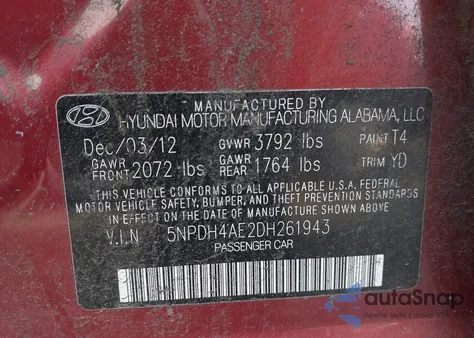 MANUFACTURED BY
HYUNDAI MOTOR MANUFACTURING ALABAMA, LLC
Dec/03/12 GVWR 3792 lbs PAINT T4
GAWR FRONT 2072 lbs GAWR REAR 1764 lbs TRIM YD
THIS VEHICLE CONFORMS TO ALL APPLICABLE U.S.A. FEDERAL
MOTOR VEHICLE SAFETY, BUMPER, AND THEFT PREVENTION STANDARDS
IN EFFECT ON THE DATE OF MANUFACTURE SHOWN ABOVE.
V.I.N 5NPDH4AE2DH261943
PASSENGER CAR
autoSnap